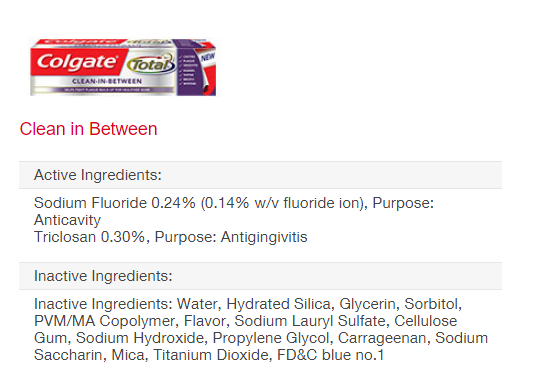 Colgate Total NEW
CLEAN-IN-BETWEEN
Clean in Between
Active Ingredients:
Sodium Fluoride 0.24% (0.14% w/v fluoride ion), Purpose:
Anticavity
Triclosan 0.30%, Purpose: Antigingivitis
Inactive Ingredients:
Inactive Ingredients: Water, Hydrated Silica, Glycerin, Sorbitol,
PVM/MA Copolymer, Flavor, Sodium Lauryl Sulfate, Cellulose
Gum, Sodium Hydroxide, Propylene Glycol, Carrageenan, Sodium
Saccharin, Mica, Titanium Dioxide, FD&C blue no.1